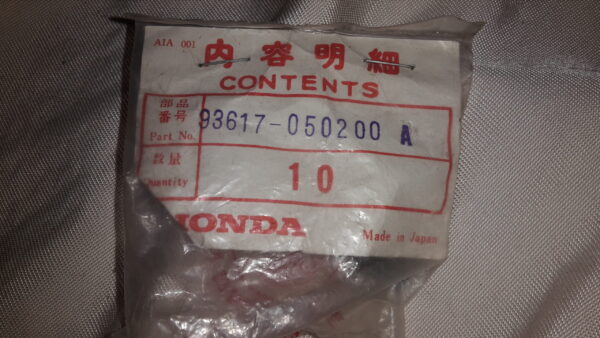 AIA 001
内容明細
CONTENTS
部品
番号
Part No.
93617-050200 A
数量
Quantity
10
HONDA
Made in Japan